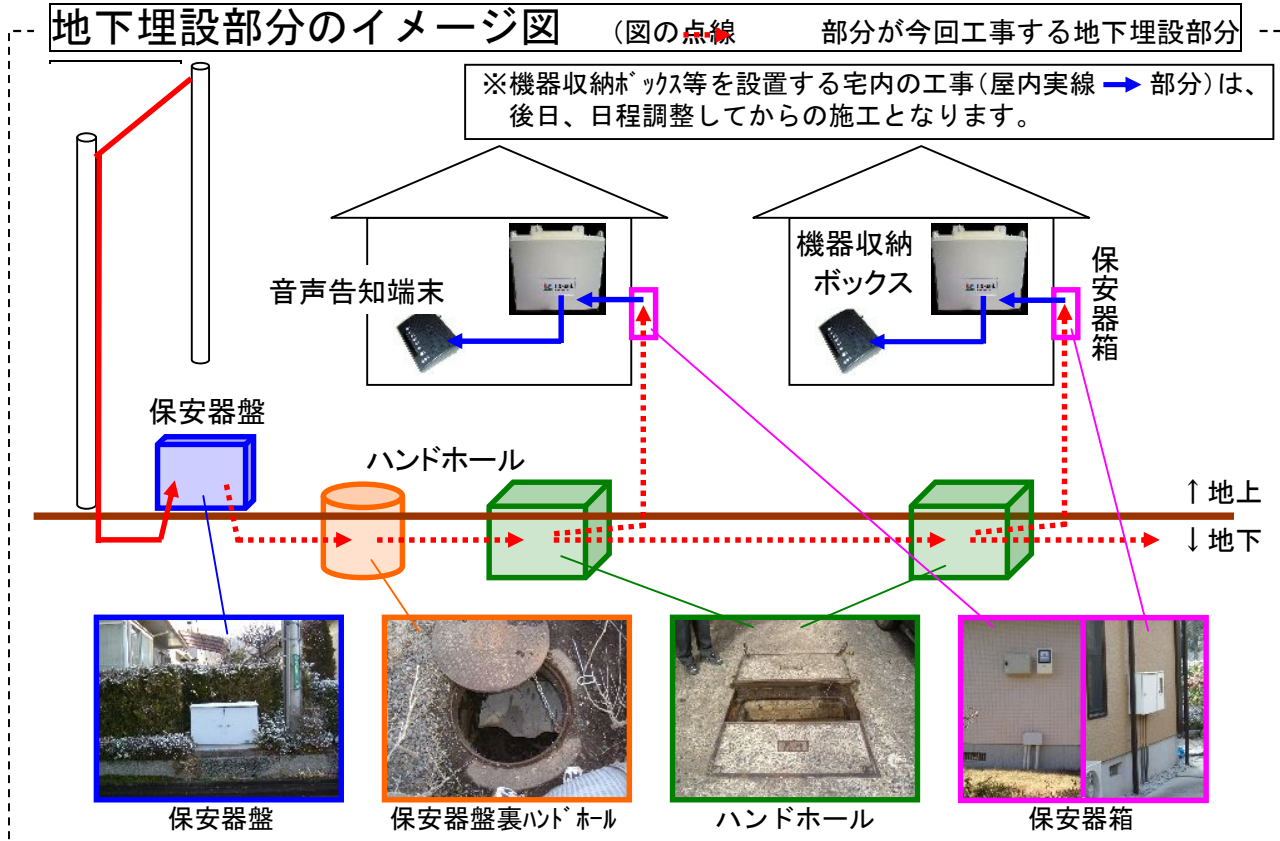 地下埋設部分のイメージ図 (図の点線 部分が今回工事する地下埋設部分
※機器収納ﾎﾞｯｸｽ等を設置する宅内の工事(屋内実線 部分)は、
後日、日程調整してからの施工となります。
音声告知端末
機器収納
ボックス
保安器箱
保安器盤
ハンドホール
↑地上
↓地下
保安器盤
保安器盤裏ﾊﾝﾄﾞﾎｰﾙ
ハンドホール
保安器箱